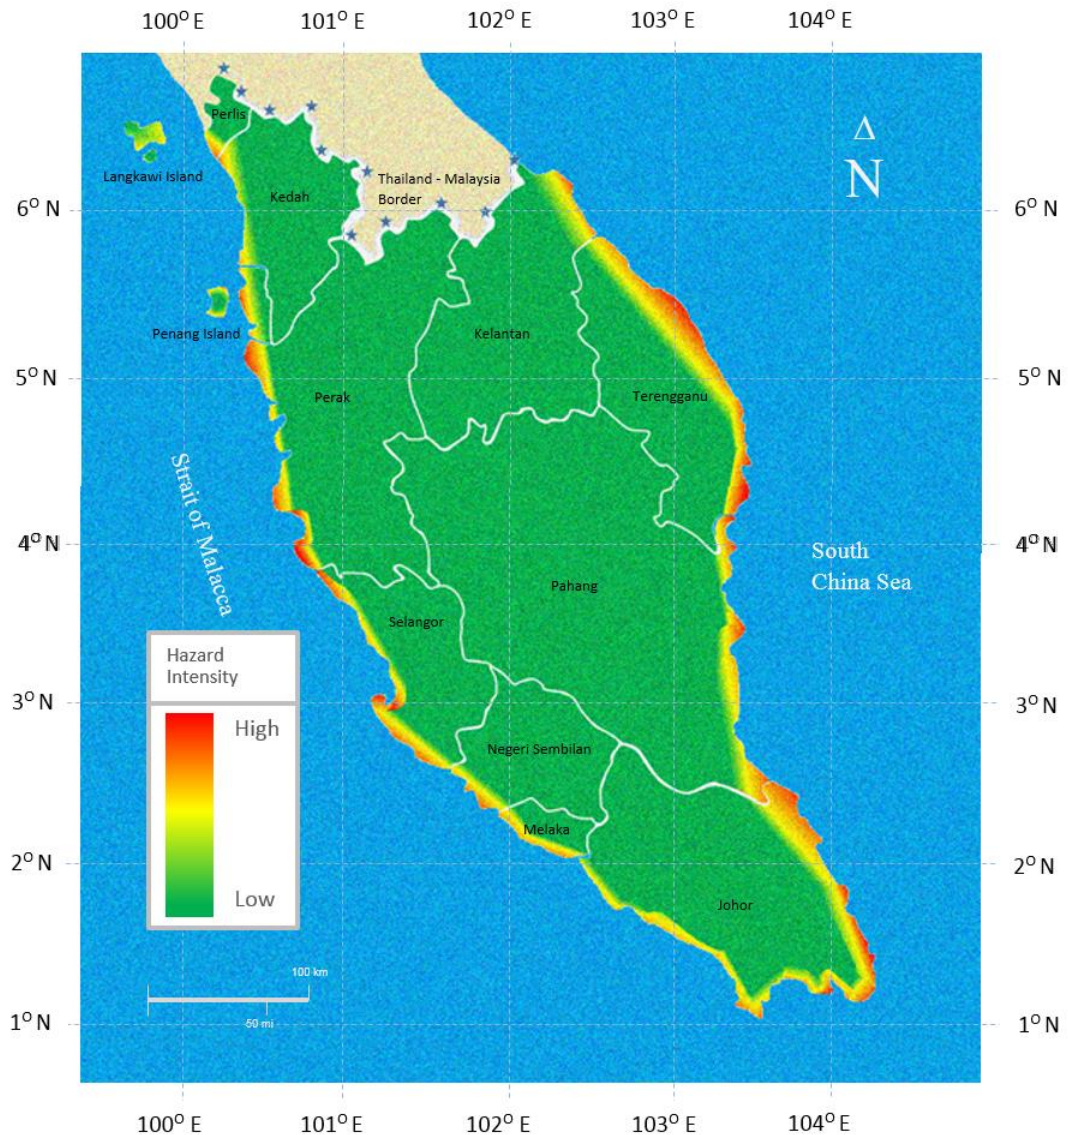 100° E 101° E 102° E 103° E 104° E
Perlis
Δ
N
Langkawi Island
Thailand - Malaysia
Border
Kedah
6° N 6° N
Penang Island
Kelantan
5° N 5° N
Perak
Terengganu
Strait of Malacca
4° N 4° N
South
China Sea
Pahang
Selangor
Hazard
Intensity
3° N 3° N
High
Negeri Sembilan
Melaka
2° N 2° N
Low
Johor
100 km
50 mi
1° N 1° N
100° E 101° E 102° E 103° E 104° E